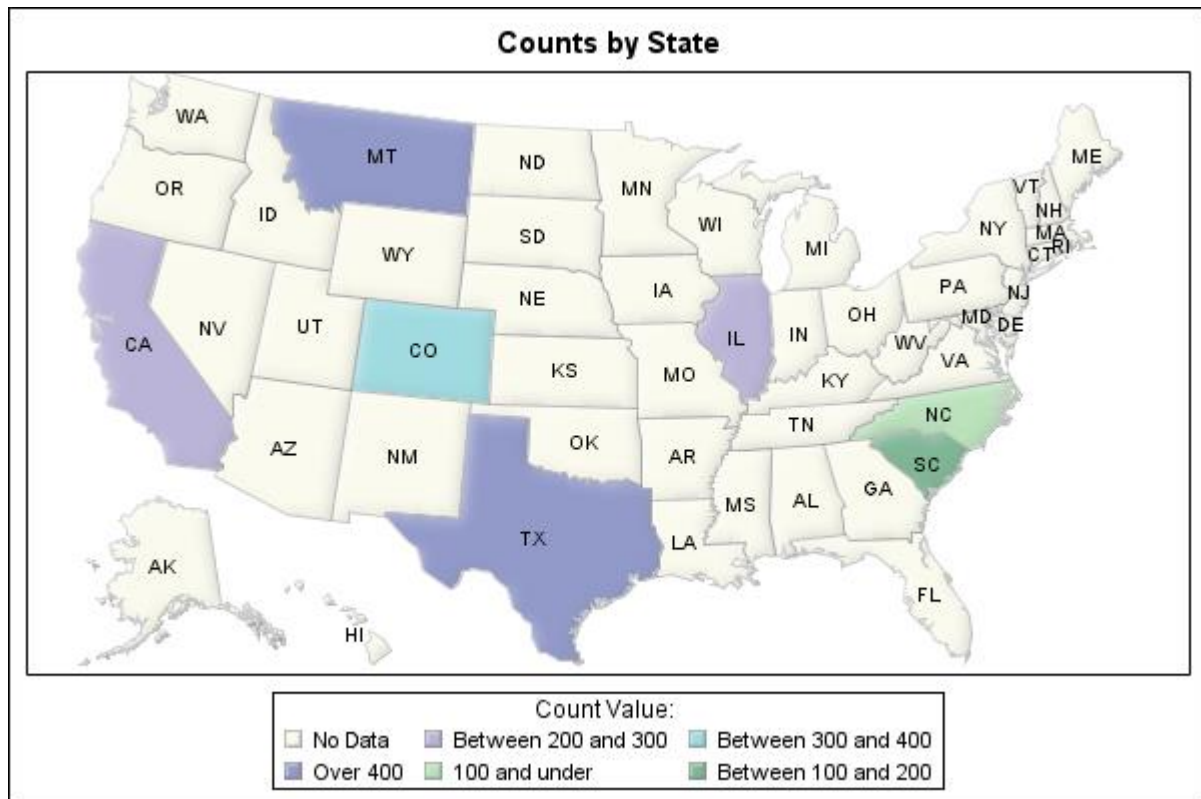 Counts by State
WA
MT
ND
MN
ME
OR
ID
SD
WI
VT
NH
NY
MA
RI
CT
MI
WY
IA
PA
NE
NJ
OH
MD
DE
NV
UT
CA
CO
IL
IN
WV
VA
KS
MO
KY
NC
TN
AZ
NM
OK
AR
SC
GA
MS
AL
TX
LA
AK
FL
HI
Count Value:
No Data
Between 200 and 300
Between 300 and 400
Over 400
100 and under
Between 100 and 200